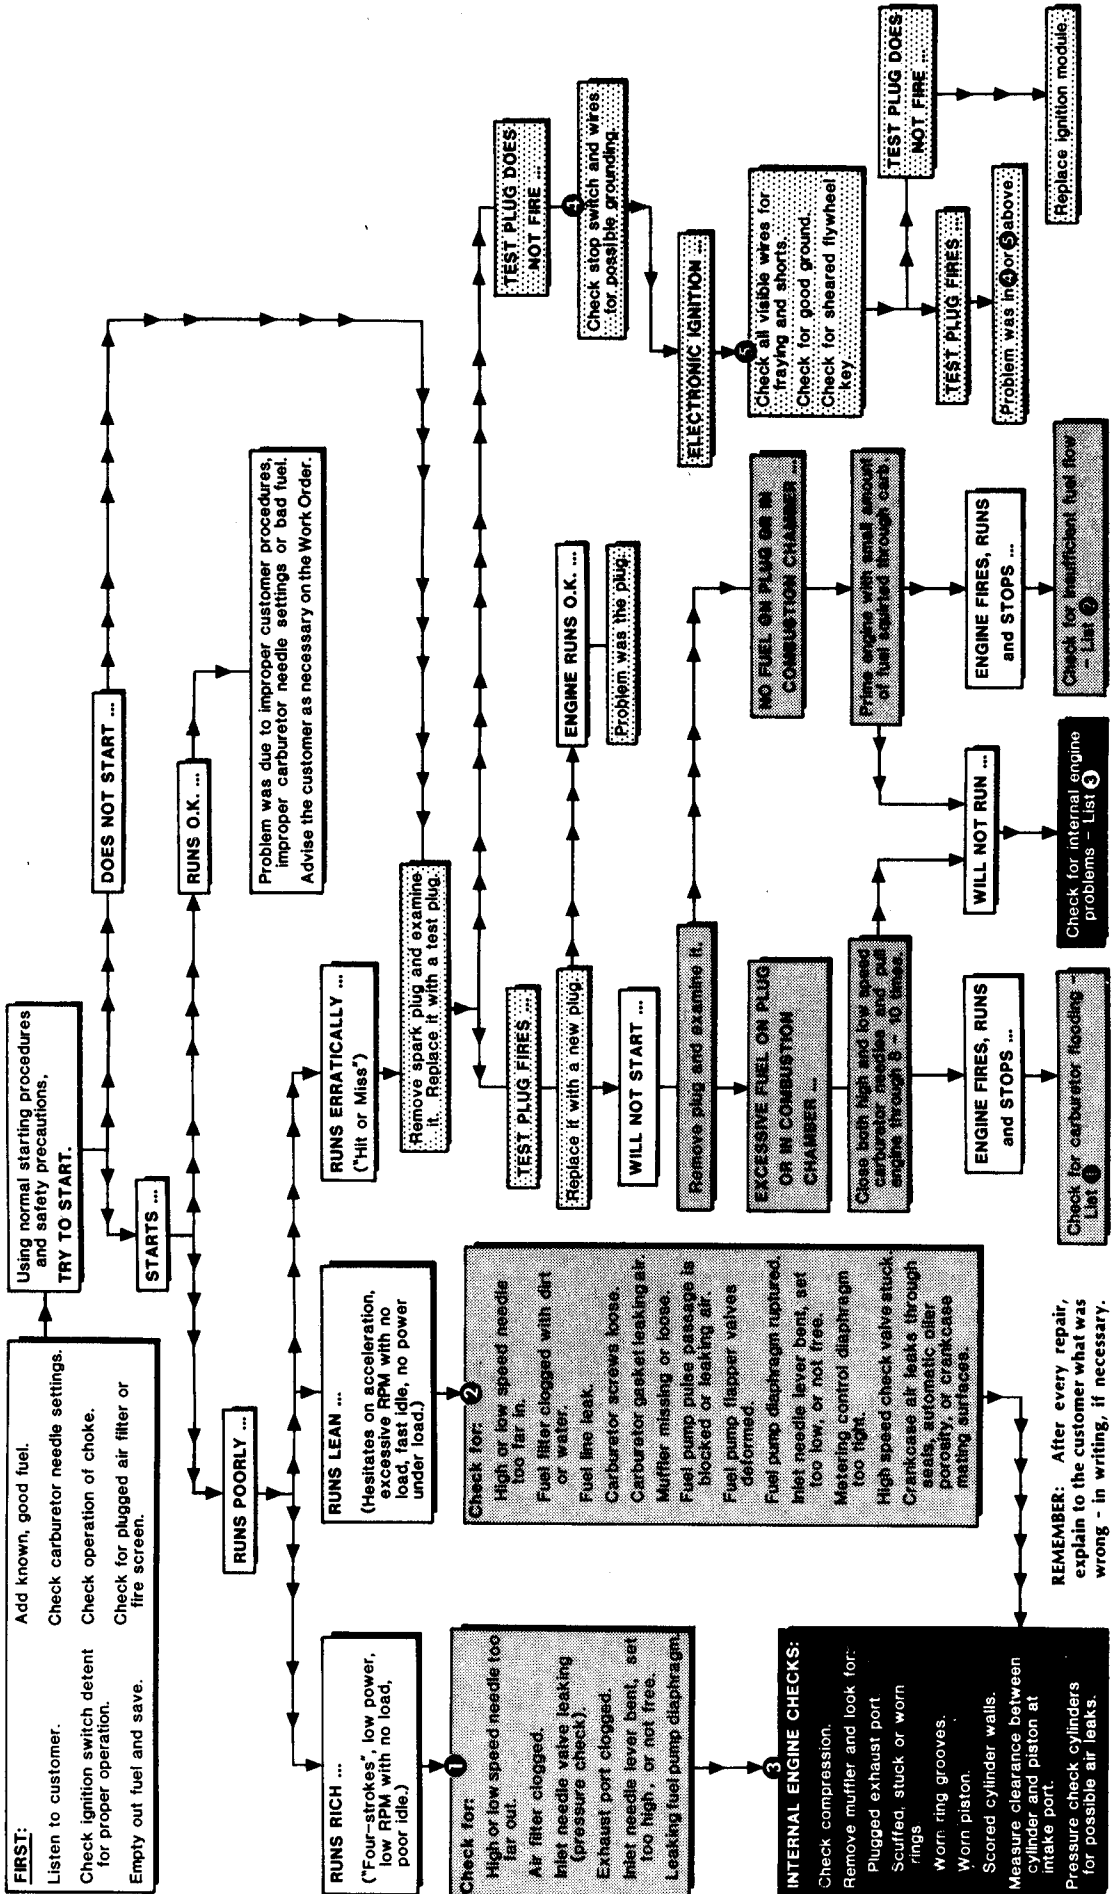 FIRST:
Listen to customer.
Check ignition switch detent
for proper operation.
Empty out fuel and save.
Add known, good fuel.
Check carburetor needle settings.
Check operation of choke.
Check for plugged air filter or
fire screen.
Using normal starting procedures
and safety precautions,
TRY TO START.
STARTS ...
DOES NOT START ...
RUNS POORLY ...
RUNS O.K. ...
Problem was due to improper customer procedures,
improper carburetor needle settings or bad fuel.
Advise the customer as necessary on the Work Order.
RUNS RICH ...
("Four-strokes", low power,
low RPM with no load,
poor idle.)
RUNS LEAN ...
(Hesitates on acceleration,
excessive RPM with no
load, fast idle, no power
under load.)
RUNS ERRATICALLY ...
("Hit or Miss")
1
Check for:
High or low speed needle too
far out.
Air filter clogged.
Inlet needle valve leaking
(pressure check).
Exhaust port clogged.
Inlet needle lever bent, set
too high, or not free.
Leaking fuel pump diaphragm.
2
Check for:
High or low speed needle
too far in.
Fuel filter clogged with dirt
or water.
Fuel line leak.
Carburetor screws loose.
Carburetor gasket leaking air.
Muffler missing or loose.
Fuel pump pulse passage is
blocked or leaking air.
Fuel pump flapper valves
deformed.
Fuel pump diaphragm ruptured.
Inlet needle lever bent, set
too low, or not free.
Metering control diaphragm
too tight.
High speed check valve stuck.
Crankcase air leaks through
seals, automatic oiler
porosity, or crankcase
mating surfaces.
3
INTERNAL ENGINE CHECKS:
Check compression.
Remove muffler and look for:
Plugged exhaust port.
Scuffed, stuck or worn
rings
Worn ring grooves.
Worn piston.
Scored cylinder walls.
Measure clearance between
cylinder and piston at
intake port.
Pressure check cylinders
for possible air leaks.
REMEMBER: After every repair,
explain to the customer what was
wrong - in writing, if necessary.
Remove spark plug and examine
it. Replace it with a test plug.
TEST PLUG FIRES ...
Replace it with a new plug.
ENGINE RUNS O.K. ...
Problem was the plug.
WILL NOT START ...
Remove plug and examine it.
EXCESSIVE FUEL ON PLUG
OR IN COMBUSTION
CHAMBER ...
Close both high and low speed
carburetor needles and pull
engine through 8 - 10 times.
ENGINE FIRES, RUNS
and STOPS ...
Check for carburetor flooding -
List 1
NO FUEL ON PLUG OR IN
COMBUSTION CHAMBER ...
Prime engine with small amount
of fuel squirted through carb.
WILL NOT RUN ...
Check for internal engine
problems - List 3
ENGINE FIRES, RUNS
and STOPS ...
Check for insufficient fuel flow
- List 2
TEST PLUG DOES
NOT FIRE ...
4
Check stop switch and wires
for possible grounding.
ELECTRONIC IGNITION ...
5
Check all visible wires for
fraying and shorts.
Check for good ground.
Check for sheared flywheel
key.
TEST PLUG FIRES ...
Problem was in 4 or 5 above.
TEST PLUG DOES
NOT FIRE ...
Replace ignition module.